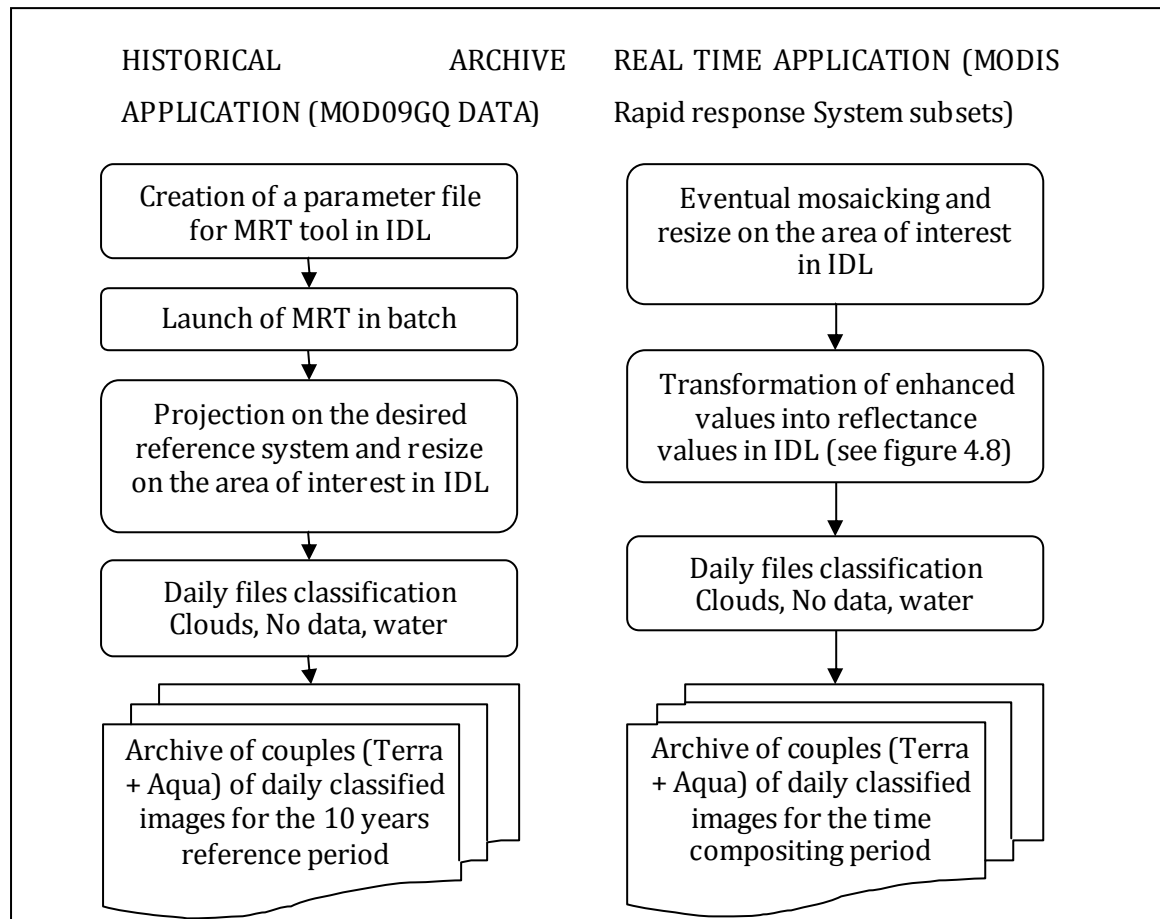 HISTORICAL ARCHIVE
APPLICATION (MOD09GQ DATA)
Creation of a parameter file
for MRT tool in IDL
Launch of MRT in batch
Projection on the desired
reference system and resize
on the area of interest in IDL
Daily files classification
Clouds, No data, water
Archive of couples (Terra
+ Aqua) of daily classified
images for the 10 years
reference period
REAL TIME APPLICATION (MODIS
Rapid response System subsets)
Eventual mosaicking and
resize on the area of interest
in IDL
Transformation of enhanced
values into reflectance
values in IDL (see figure 4.8)
Daily files classification
Clouds, No data, water
Archive of couples (Terra
+ Aqua) of daily classified
images for the time
compositing period